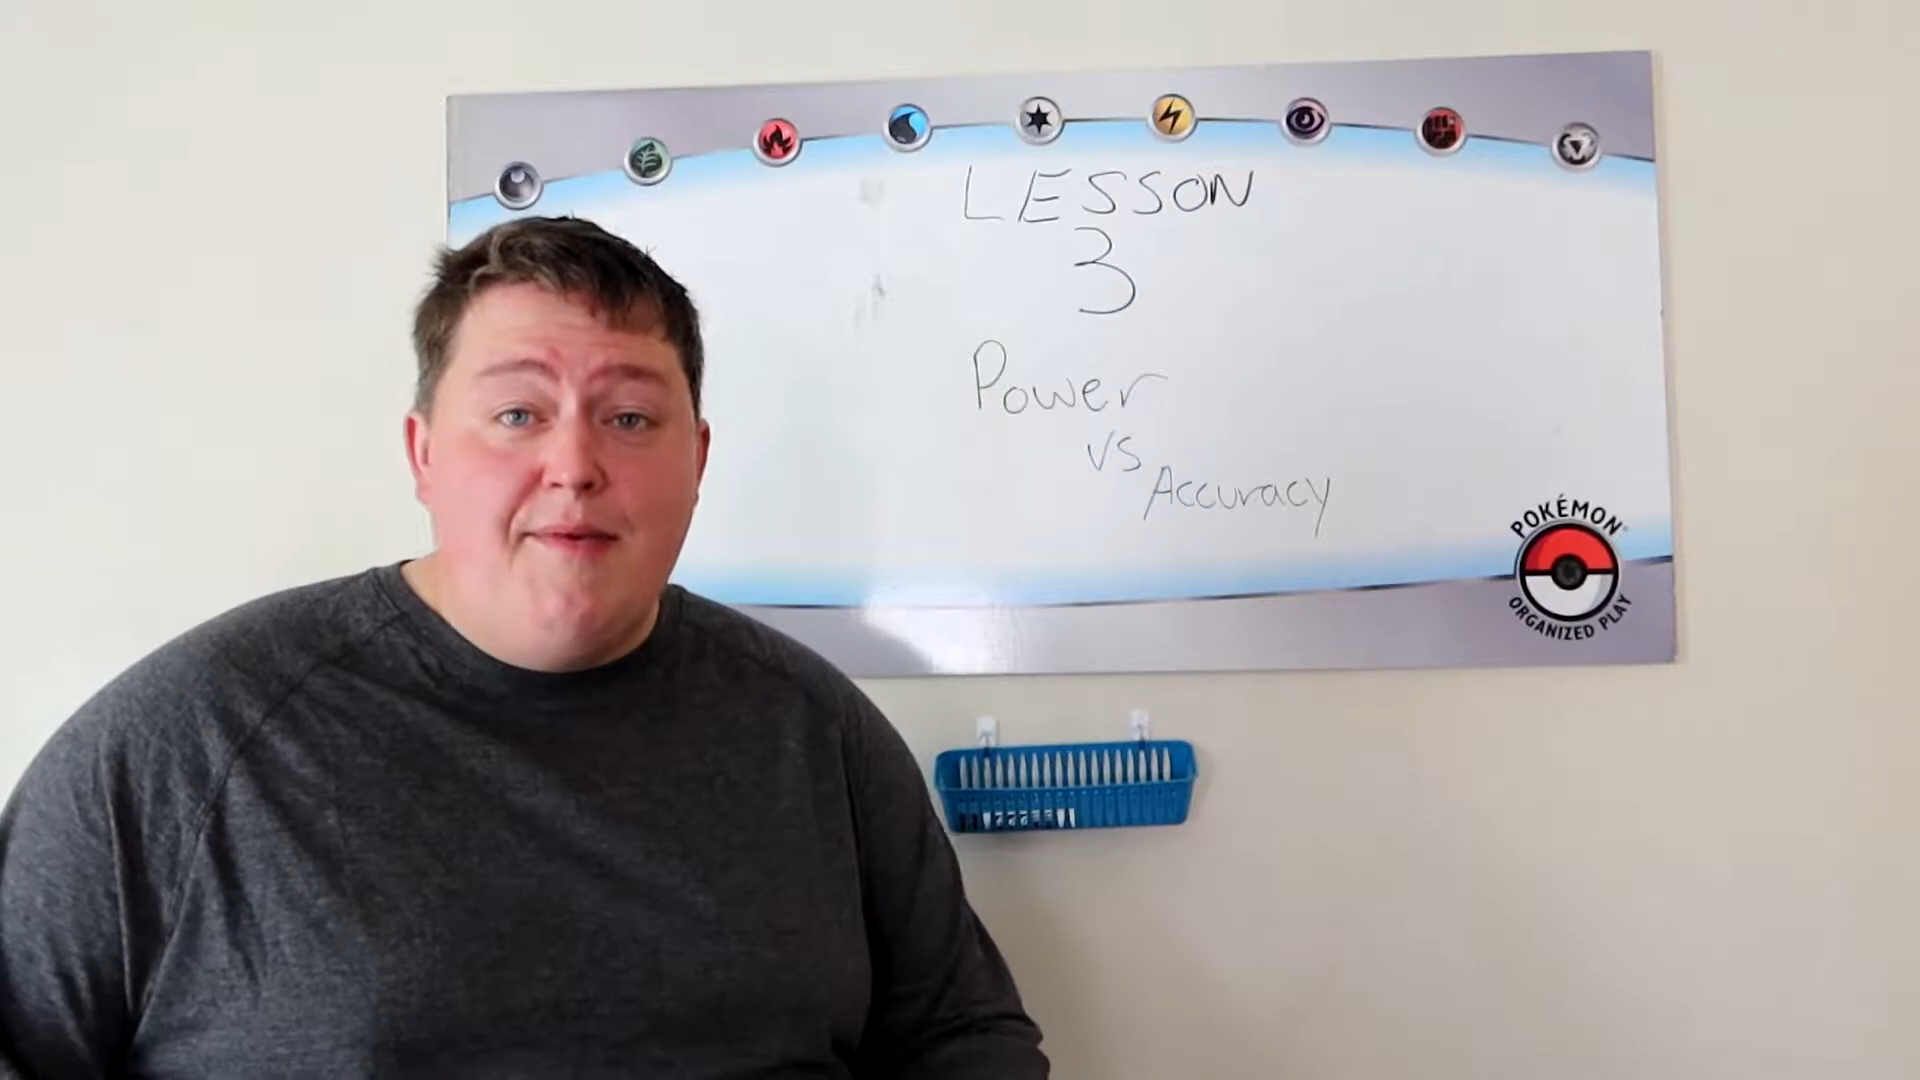 LESSON
3
Power
vs
Accuracy
POKÉMON
ORGANIZED PLAY